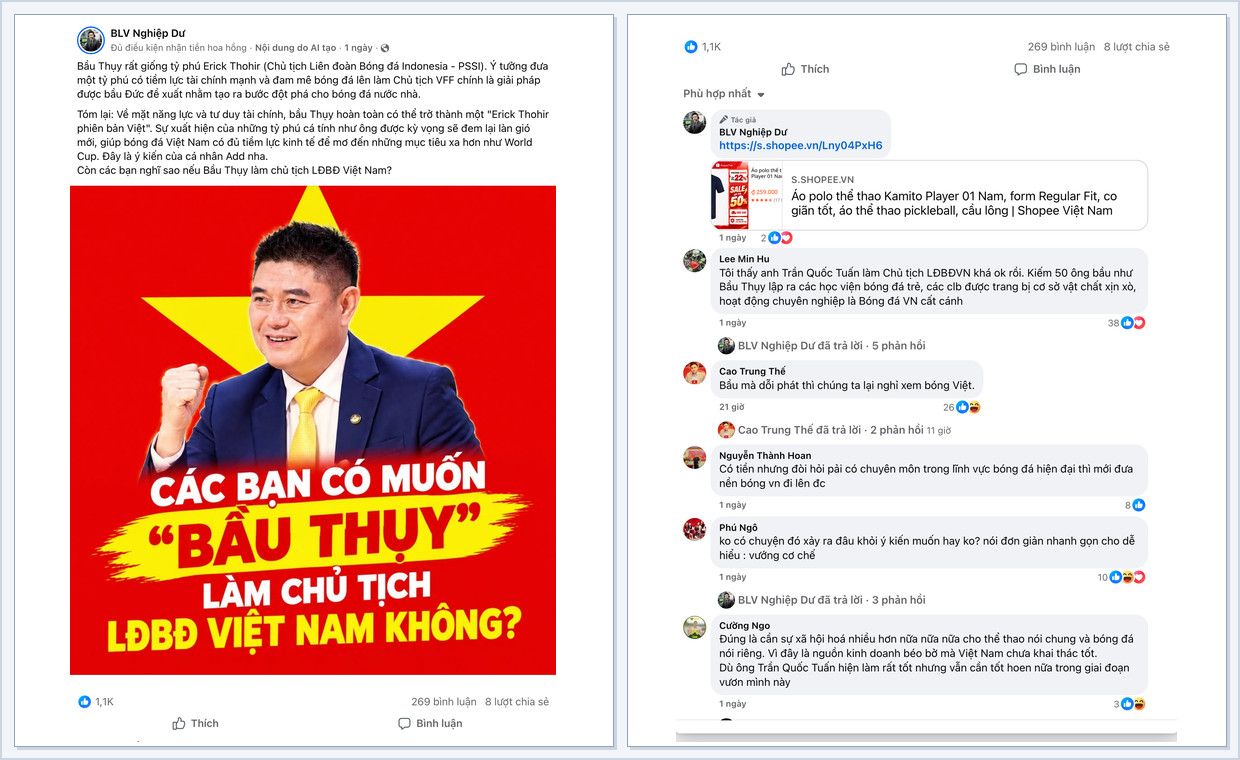 BLV Nghiệp Dư
Đủ điều kiện nhận tiền hoa hồng · Nội dung do AI tạo · 1 ngày ·
Bầu Thụy rất giống tỷ phú Erick Thohir (Chủ tịch Liên đoàn Bóng đá Indonesia - PSSI). Ý tưởng đưa
một tỷ phú có tiềm lực tài chính mạnh và đam mê bóng đá lên làm Chủ tịch VFF chính là giải pháp
được bầu Đức đề xuất nhằm tạo ra bước đột phá cho bóng đá nước nhà.
Tóm lại: Về mặt năng lực và tư duy tài chính, bầu Thụy hoàn toàn có thể trở thành một "Erick Thohir
phiên bản Việt". Sự xuất hiện của những tỷ phú cá tính như ông được kỳ vọng sẽ đem lại làn gió
mới, giúp bóng đá Việt Nam có đủ tiềm lực kinh tế để mơ đến những mục tiêu xa hơn như World
Cup. Đây là ý kiến của cá nhân Add nha.
Còn các bạn nghĩ sao nếu Bầu Thụy làm chủ tịch LĐBĐ Việt Nam?
CÁC BẠN CÓ MUỐN
“BẦU THỤY”
LÀM CHỦ TỊCH
LĐBĐ VIỆT NAM KHÔNG?
1,1K
269 bình luận 8 lượt chia sẻ
Thích
Bình luận
1,1K
269 bình luận 8 lượt chia sẻ
Thích
Bình luận
Phù hợp nhất
Tác giả
BLV Nghiệp Dư
https://s.shopee.vn/Lny04PxH6
Áo polo thể t
Player 01 Na
22%
SALE
50%
₫259.000
S.SHOPEE.VN
Áo polo thể thao Kamito Player 01 Nam, form Regular Fit, co
giãn tốt, áo thể thao pickleball, cầu lông | Shopee Việt Nam
1 ngày 2
Lee Min Hu
Tôi thấy anh Trần Quốc Tuấn làm Chủ tịch LĐBĐVN khá ok rồi. Kiếm 50 ông bầu như
Bầu Thụy lập ra các học viện bóng đá trẻ, các clb được trang bị cơ sở vật chất xịn xò,
hoạt động chuyên nghiệp là Bóng đá VN cất cánh
1 ngày 38
BLV Nghiệp Dư đã trả lời · 5 phản hồi
Cao Trung Thế
Bầu mà dỗi phát thì chúng ta lại nghỉ xem bóng Việt.
21 giờ 26
Cao Trung Thế đã trả lời · 2 phản hồi 11 giờ
Nguyễn Thành Hoan
Có tiền nhưng đòi hỏi pải có chuyên môn trong lĩnh vực bóng đá hiện đại thì mới đưa
nền bóng vn đi lên đc
1 ngày 8
Phú Ngô
ko có chuyện đó xảy ra đâu khỏi ý kiến muốn hay ko? nói đơn giản nhanh gọn cho dễ
hiểu : vướng cơ chế
1 ngày 10
BLV Nghiệp Dư đã trả lời · 3 phản hồi
Cường Ngo
Đúng là cần sự xã hội hoá nhiều hơn nữa nữa nữa cho thể thao nói chung và bóng đá
nói riêng. Vì đây là nguồn kinh doanh béo bở mà Việt Nam chưa khai thác tốt.
Dù ông Trần Quốc Tuấn hiện làm rất tốt nhưng vẫn cần tốt hoen nữa trong giai đoạn
vươn mình này
1 ngày 3